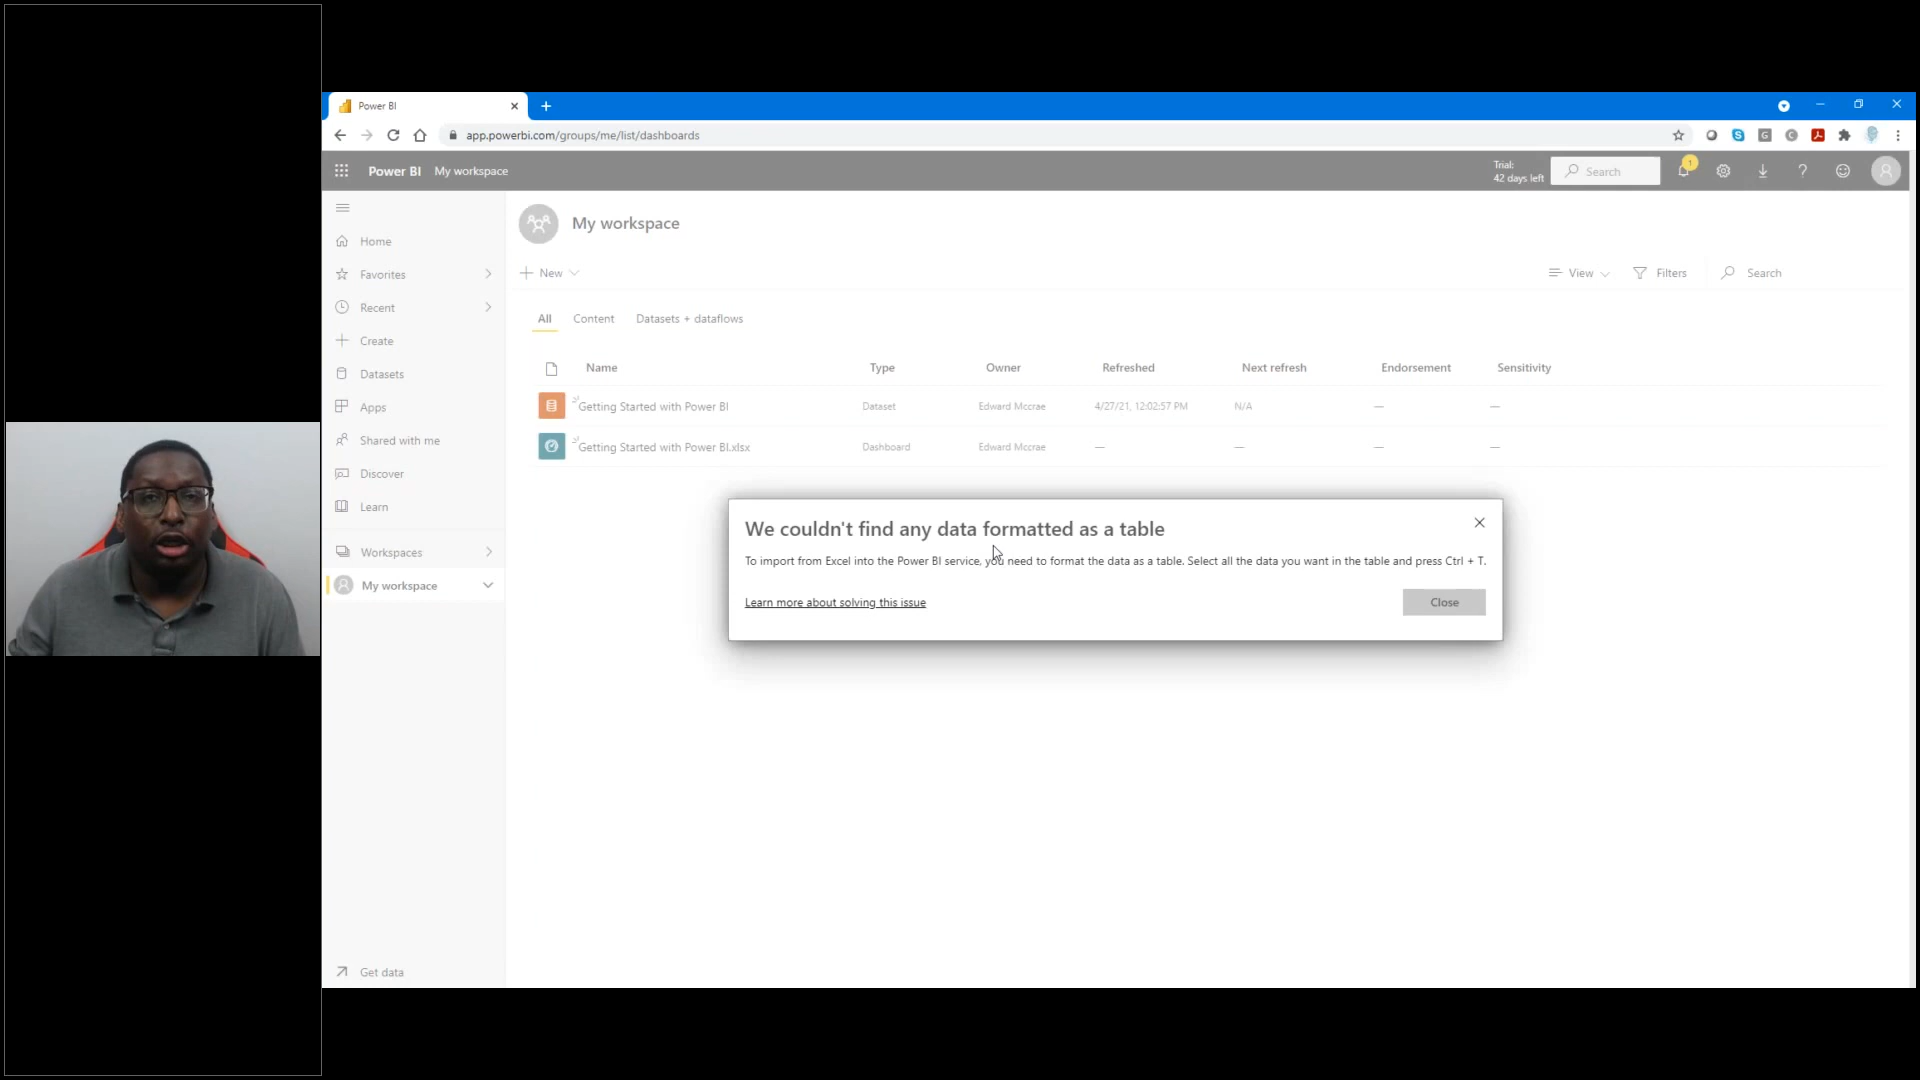 Power BI
app.powerbi.com/groups/me/list/dashboards
Power BI My workspace
Trial:
42 days left
Search
1
My workspace
Home
Favorites
Recent
Create
Datasets
Apps
Shared with me
Discover
Learn
Workspaces
My workspace
Get data
New
View
Filters
Search
All Content Datasets + dataflows
Name Type Owner Refreshed Next refresh Endorsement Sensitivity
Getting Started with Power BI Dataset Edward Mccrae 4/27/21, 12:02:57 PM N/A — —
Getting Started with Power BI.xlsx Dashboard Edward Mccrae — — — —
We couldn't find any data formatted as a table
To import from Excel into the Power BI service, you need to format the data as a table. Select all the data you want in the table and press Ctrl + T.
Learn more about solving this issue
Close